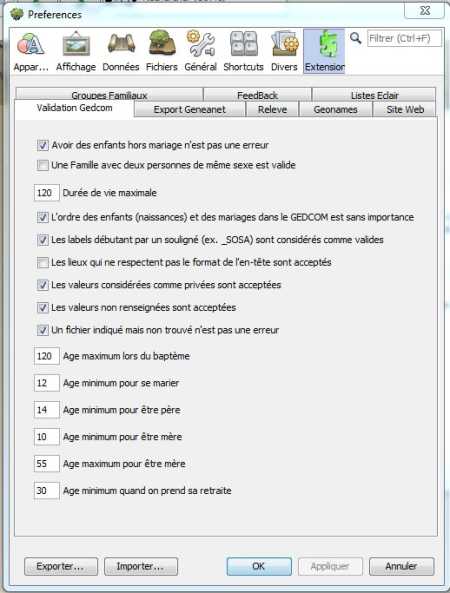 Preferences
Appar... Affichage Données Fichiers Général Shortcuts Divers Extension
Filtrer (Ctrl+F)
Groupes Familiaux FeedBack Listes Eclair
Validation Gedcom Export Geneanet Releve Geonames Site Web
Avoir des enfants hors mariage n'est pas une erreur
Une Famille avec deux personnes de même sexe est valide
120 Durée de vie maximale
L'ordre des enfants (naissances) et des mariages dans le GEDCOM est sans importance
Les labels débutant par un souligné (ex. _SOSA) sont considérés comme valides
Les lieux qui ne respectent pas le format de l'en-tête sont acceptés
Les valeurs considérées comme privées sont acceptées
Les valeurs non renseignées sont acceptées
Un fichier indiqué mais non trouvé n'est pas une erreur
120 Age maximum lors du baptème
12 Age minimum pour se marier
14 Age minimum pour être père
10 Age minimum pour être mère
55 Age maximum pour être mère
30 Age minimum quand on prend sa retraite
Exporter... Importer... OK Appliquer Annuler